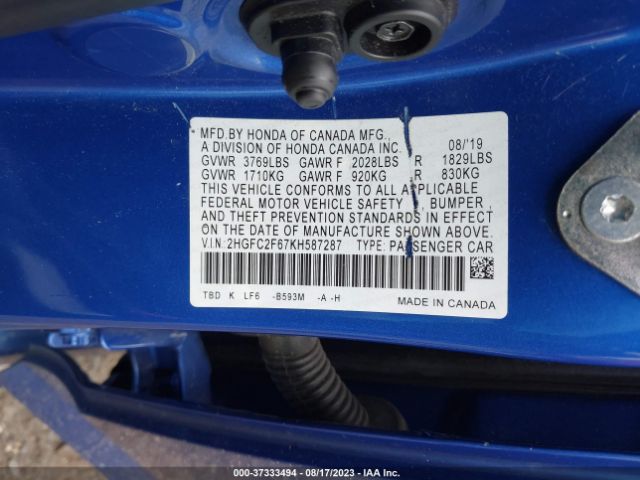 MFD.BY HONDA OF CANADA MFG.,
A DIVISION OF HONDA CANADA INC. 08/'19
GVWR 3769LBS GAWR F 2028LBS R 1829LBS
GVWR 1710KG GAWR F 920KG R 830KG
THIS VEHICLE CONFORMS TO ALL APPLICABLE
FEDERAL MOTOR VEHICLE SAFETY , BUMPER ,
AND THEFT PREVENTION STANDARDS IN EFFECT
ON THE DATE OF MANUFACTURE SHOWN ABOVE.
V.I.N: 2HGFC2F67KH587287 TYPE: PASSENGER CAR
TBD K LF6 -B593M -A -H
MADE IN CANADA
000-37333494 - 08/17/2023 - IAA Inc.